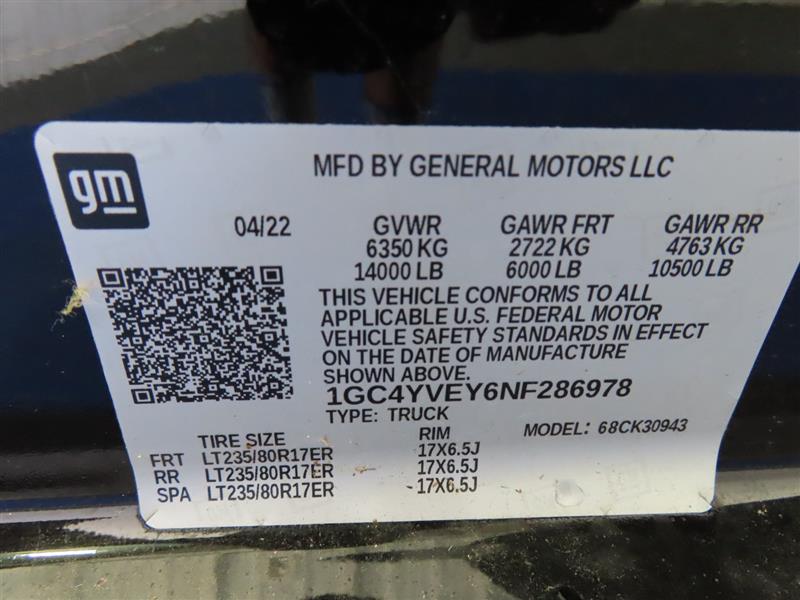 gm
MFD BY GENERAL MOTORS LLC
04/22 GVWR GAWR FRT GAWR RR
6350 KG 2722 KG 4763 KG
14000 LB 6000 LB 10500 LB
THIS VEHICLE CONFORMS TO ALL
APPLICABLE U.S. FEDERAL MOTOR
VEHICLE SAFETY STANDARDS IN EFFECT
ON THE DATE OF MANUFACTURE
SHOWN ABOVE.
1GC4YVEY6NF286978
TYPE: TRUCK MODEL: 68CK30943
TIRE SIZE RIM
FRT LT235/80R17ER 17X6.5J
RR LT235/80R17ER 17X6.5J
SPA LT235/80R17ER 17X6.5J